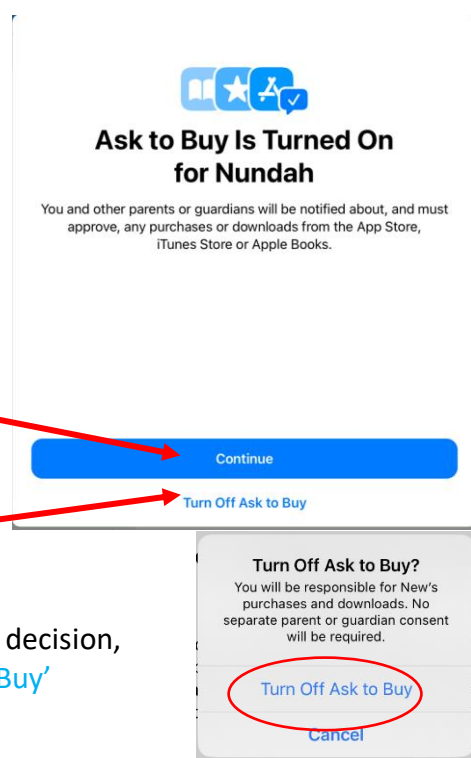 Ask to Buy Is Turned On
for Nundah
You and other parents or guardians will be notified about, and must
approve, any purchases or downloads from the App Store,
iTunes Store or Apple Books.
Continue
Turn Off Ask to Buy
Turn Off Ask to Buy?
You will be responsible for New's
purchases and downloads. No
separate parent or guardian consent
will be required.
Turn Off Ask to Buy
Cancel
decision,
Buy’